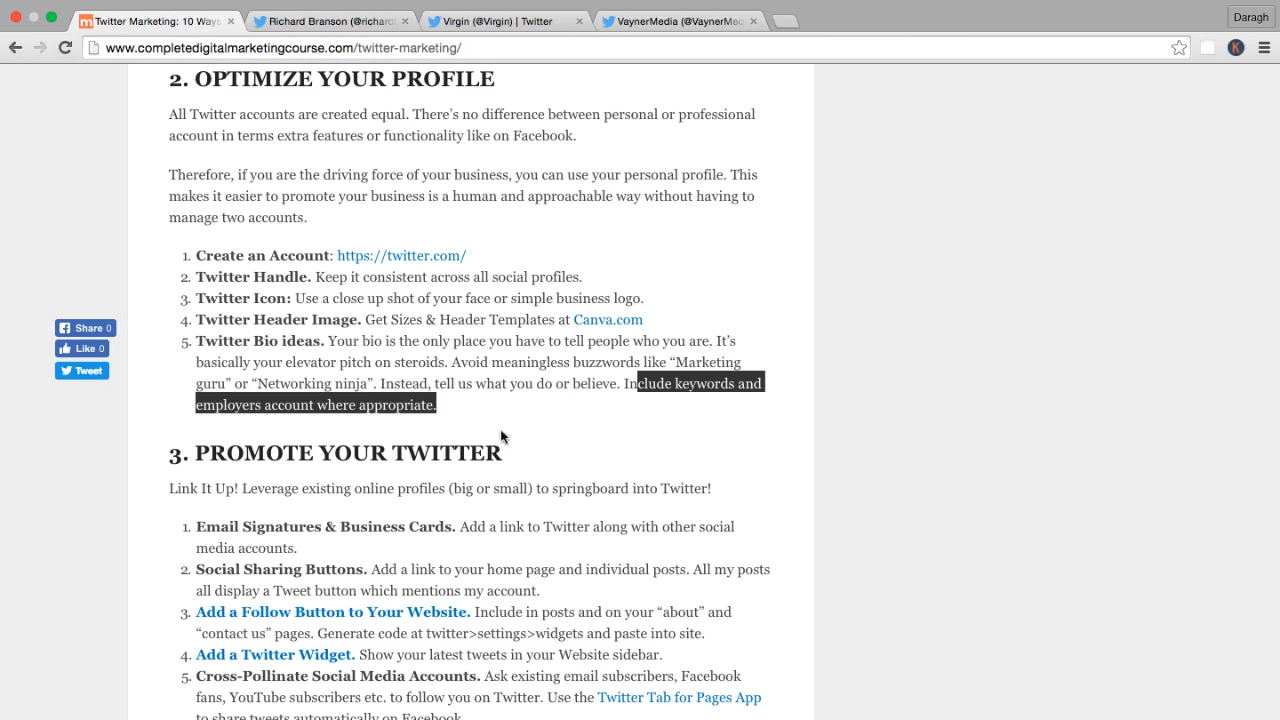 Twitter Marketing: 10 Ways
Richard Branson (@richard
Virgin (@Virgin) | Twitter
VaynerMedia (@VaynerMed
Daragh
www.completedigitalmarketingcourse.com/twitter-marketing/
K
2. OPTIMIZE YOUR PROFILE
All Twitter accounts are created equal. There’s no difference between personal or professional
account in terms extra features or functionality like on Facebook.
Therefore, if you are the driving force of your business, you can use your personal profile. This
makes it easier to promote your business is a human and approachable way without having to
manage two accounts.
1. Create an Account: https://twitter.com/
2. Twitter Handle. Keep it consistent across all social profiles.
3. Twitter Icon: Use a close up shot of your face or simple business logo.
4. Twitter Header Image. Get Sizes & Header Templates at Canva.com
5. Twitter Bio ideas. Your bio is the only place you have to tell people who you are. It’s
basically your elevator pitch on steroids. Avoid meaningless buzzwords like “Marketing
guru” or “Networking ninja”. Instead, tell us what you do or believe. Include keywords and
employers account where appropriate.
Share 0
Like 0
Tweet
3. PROMOTE YOUR TWITTER
Link It Up! Leverage existing online profiles (big or small) to springboard into Twitter!
1. Email Signatures & Business Cards. Add a link to Twitter along with other social
media accounts.
2. Social Sharing Buttons. Add a link to your home page and individual posts. All my posts
all display a Tweet button which mentions my account.
3. Add a Follow Button to Your Website. Include in posts and on your “about” and
“contact us” pages. Generate code at twitter>settings>widgets and paste into site.
4. Add a Twitter Widget. Show your latest tweets in your Website sidebar.
5. Cross-Pollinate Social Media Accounts. Ask existing email subscribers, Facebook
fans, YouTube subscribers etc. to follow you on Twitter. Use the Twitter Tab for Pages App
to share tweets automatically on Facebook.